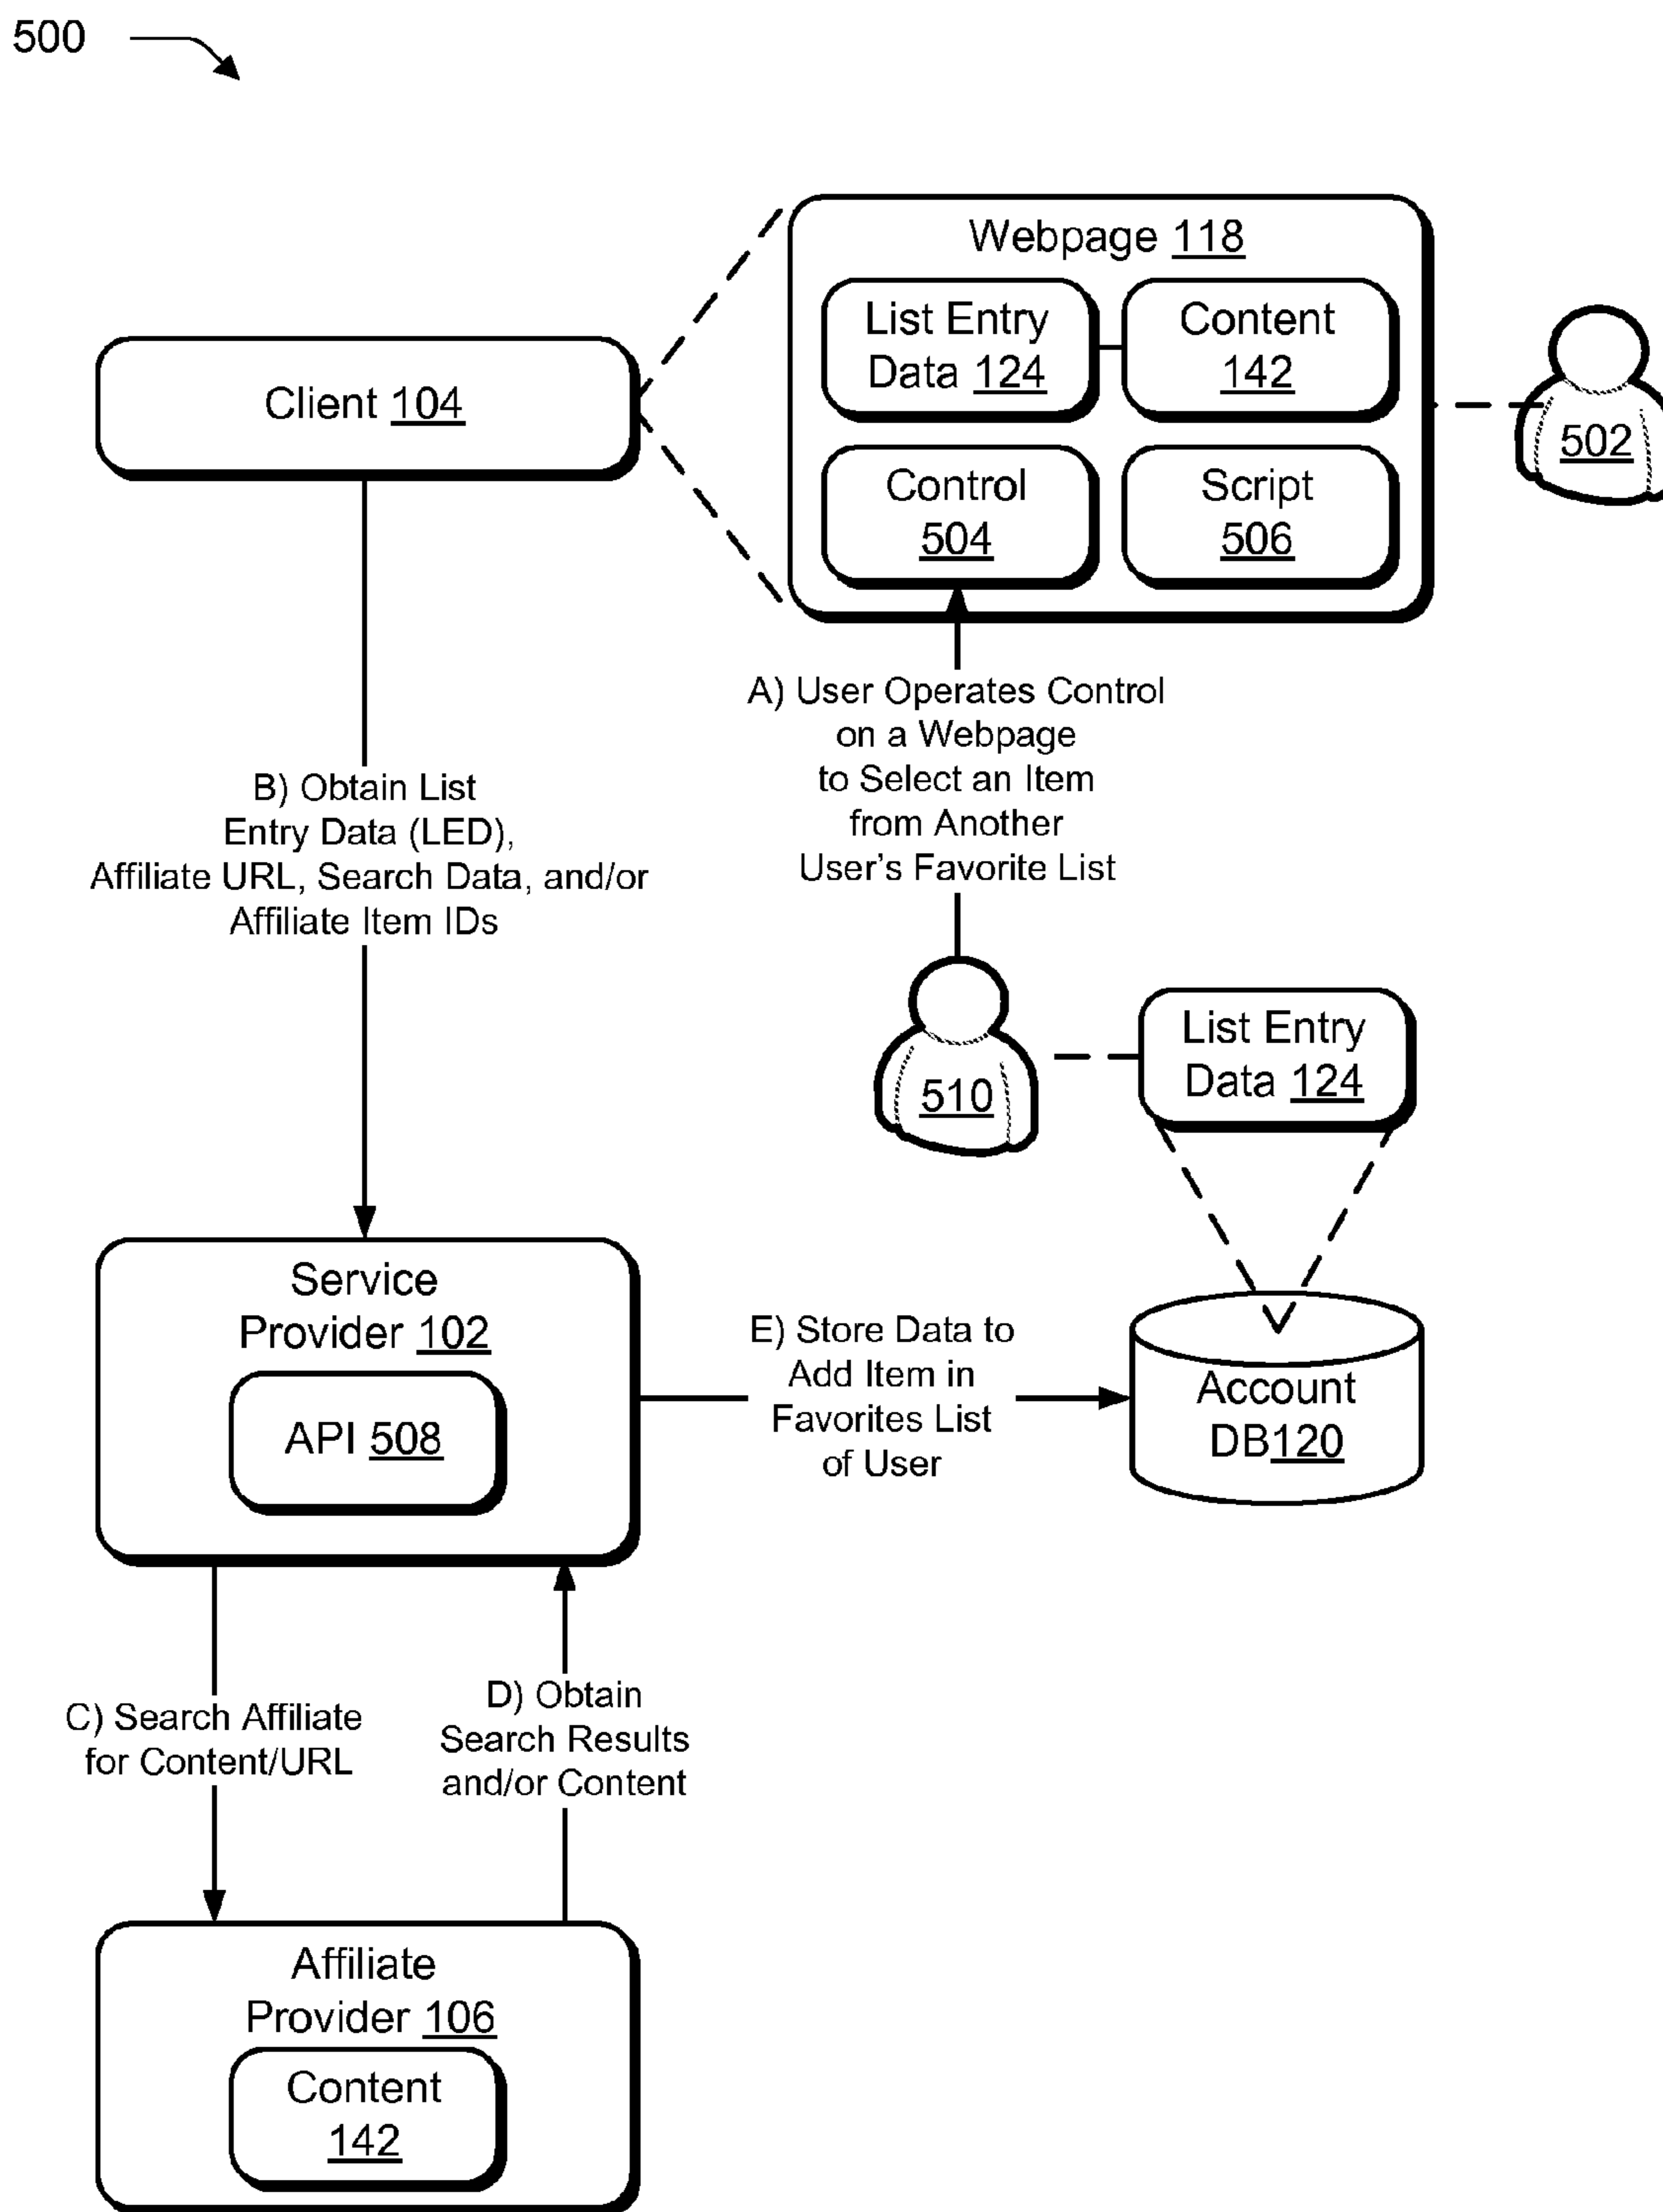 500
Webpage 118
List Entry
Data 124
Content
142
Client 104
502
Control
504
Script
506
A) User Operates Control
on a Webpage
to Select an Item
from Another
User's Favorite List
B) Obtain List
Entry Data (LED),
Affiliate URL, Search Data, and/or
Affiliate Item IDs
510
List Entry
Data 124
Service
Provider 102
API 508
E) Store Data to
Add Item in
Favorites List
of User
Account
DB120
C) Search Affiliate
for Content/URL
D) Obtain
Search Results
and/or Content
Affiliate
Provider 106
Content
142